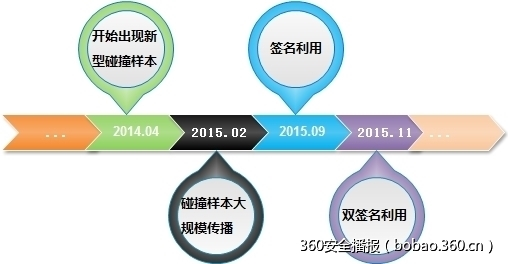 开始出现新
型碰撞样本
签名利用
...
2014.04
2015.02
2015.09
2015.11
...
碰撞样本大
规模传播
双签名利用
360安全播报（bobao.360.cn）